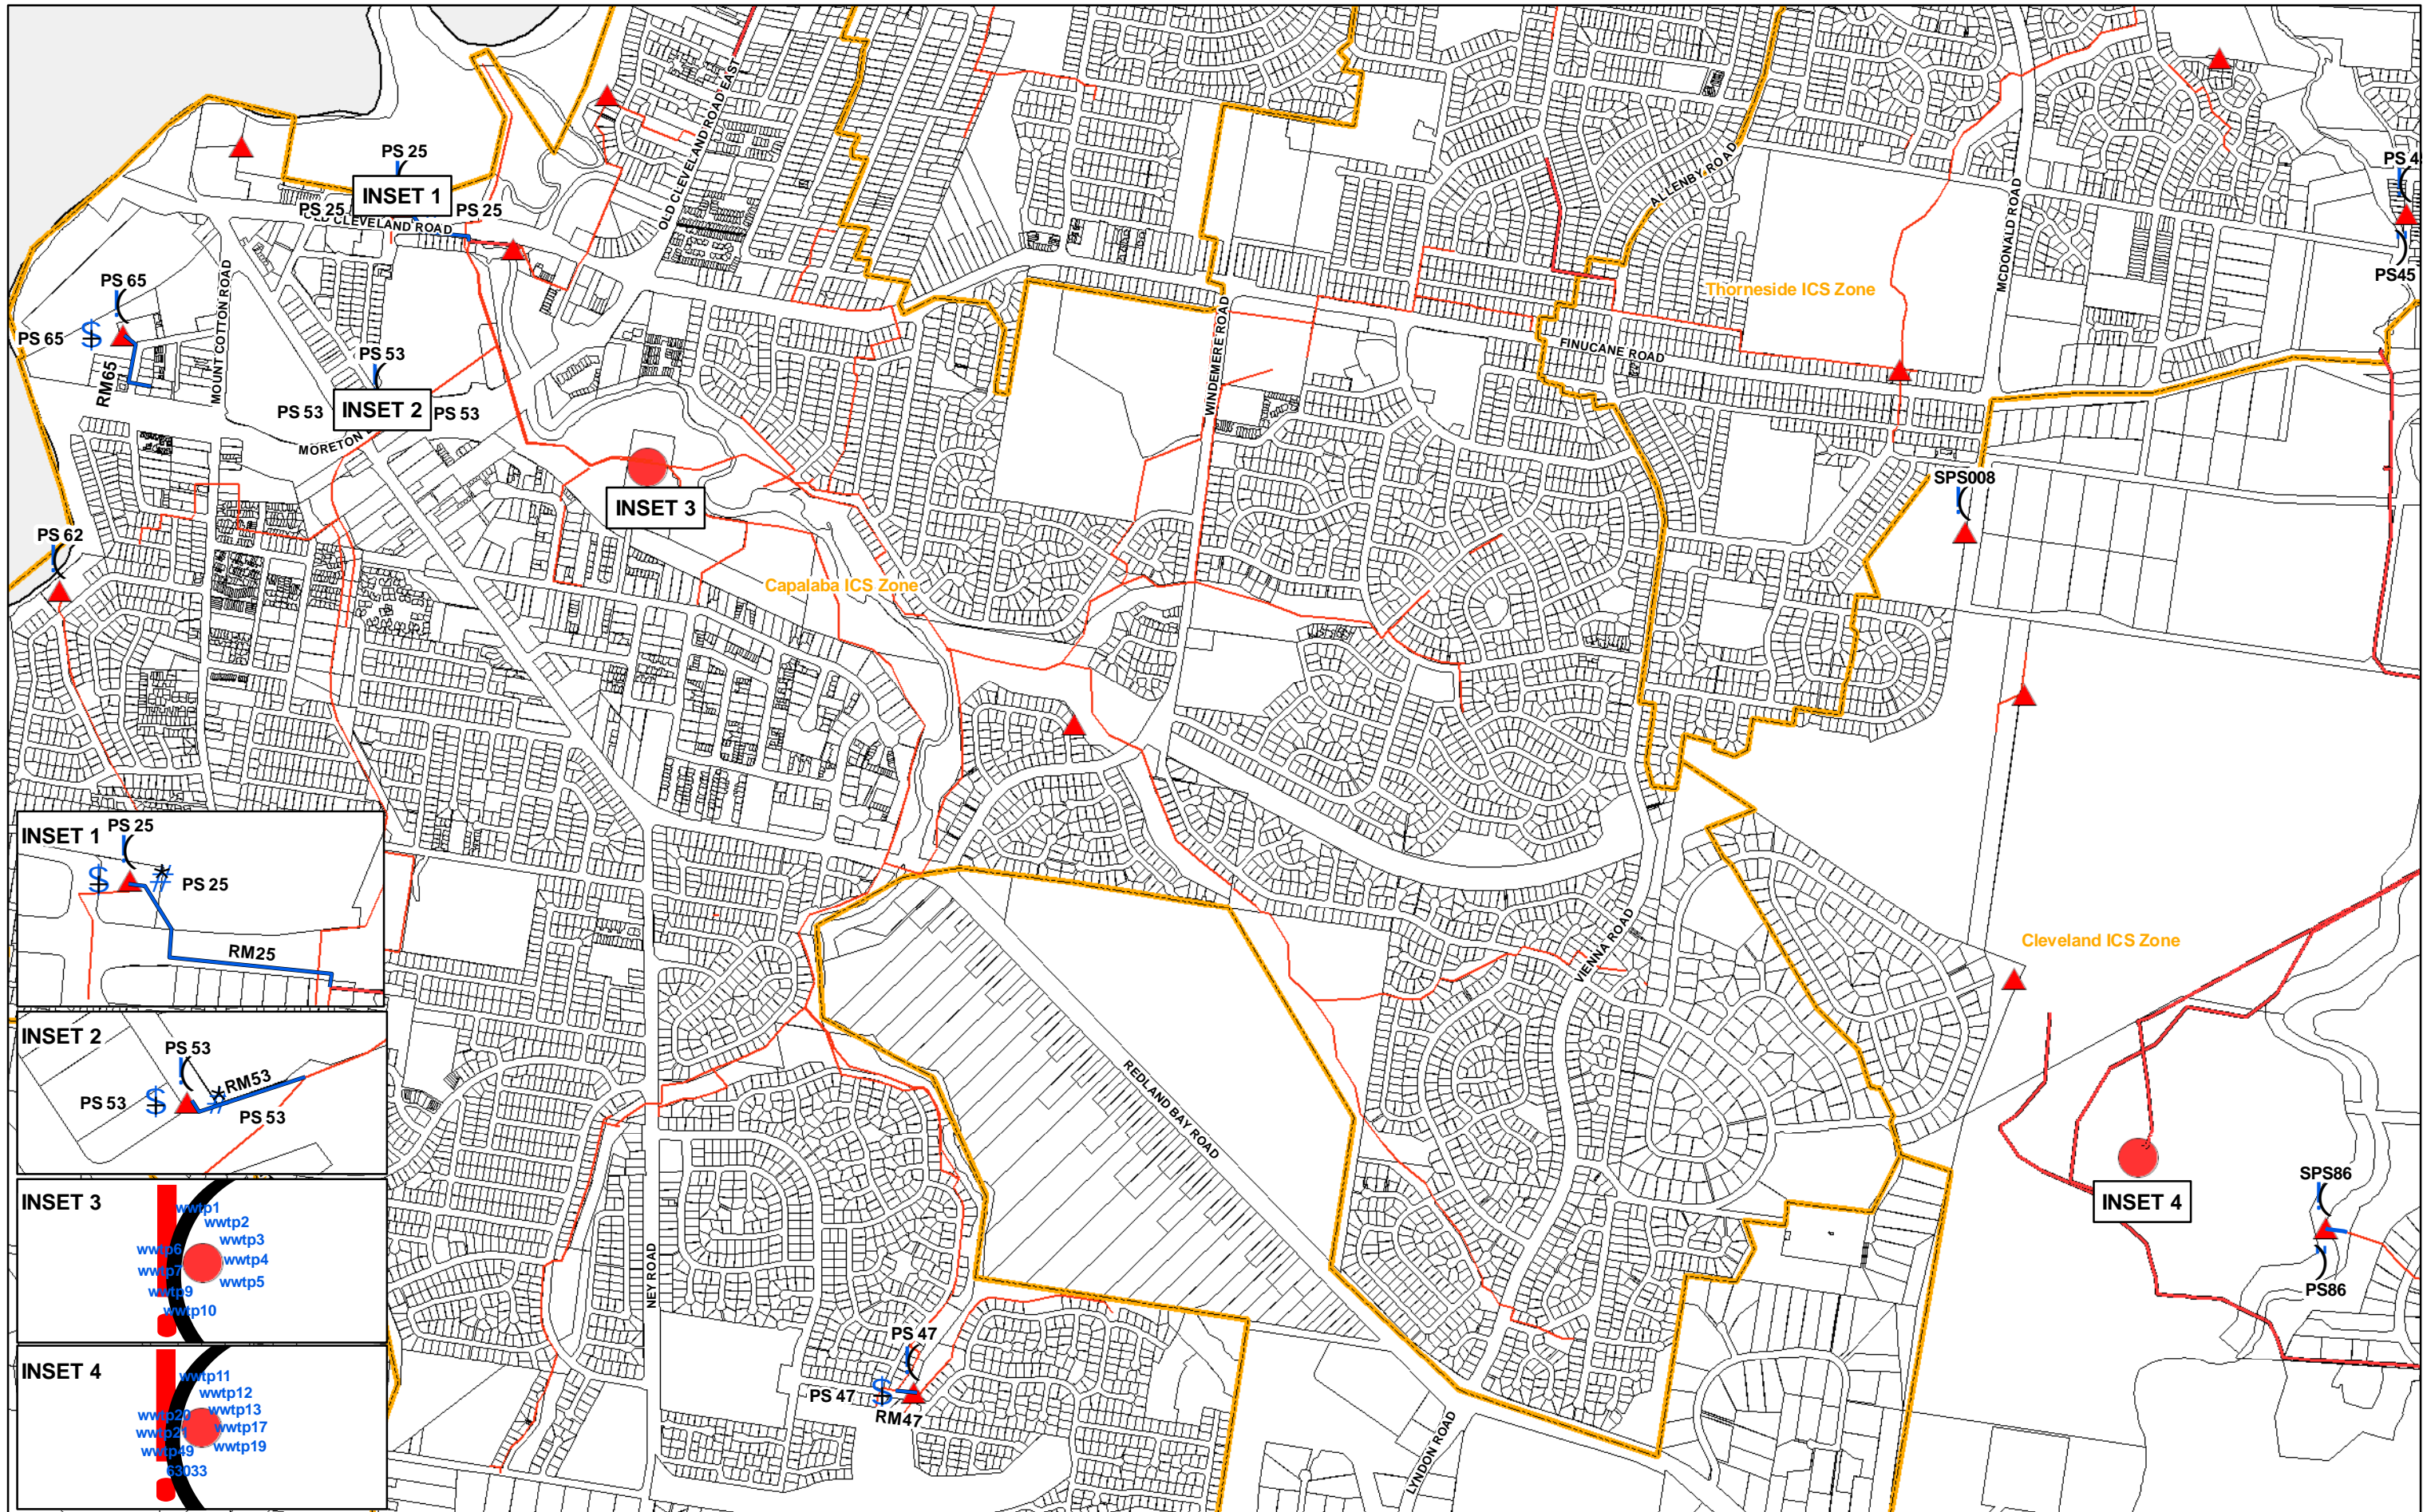 PS 25
INSET 1
PS 25
PS 25
CLEVELAND ROAD
OLD CLEVELAND ROAD EAST
ALLENBY ROAD
MCDONALD ROAD
PS 4
PS45
PS 65
PS 65
RM65
MOUNT COTTON ROAD
PS 53
PS 53
INSET 2
PS 53
MORETON
Thorneside ICS Zone
WINDEMERE ROAD
FINUCANE ROAD
INSET 3
SPS008
PS 62
Capalaba ICS Zone
Cleveland ICS Zone
VIENNA ROAD
REDLAND BAY ROAD
INSET 4
SPS86
PS86
NEY ROAD
PS 47
PS 47
RM47
LYNDON ROAD
INSET 1
PS 25
$
*
#
PS 25
RM25
INSET 2
PS 53
PS 53
$
*
#
RM53
PS 53
INSET 3
wwtp1
wwtp2
wwtp3
wwtp6
wwtp4
wwtp7
wwtp5
wwtp9
wwtp10
INSET 4
wwtp11
wwtp12
wwtp13
wwtp20
wwtp17
wwtp21
wwtp19
wwtp49
63033